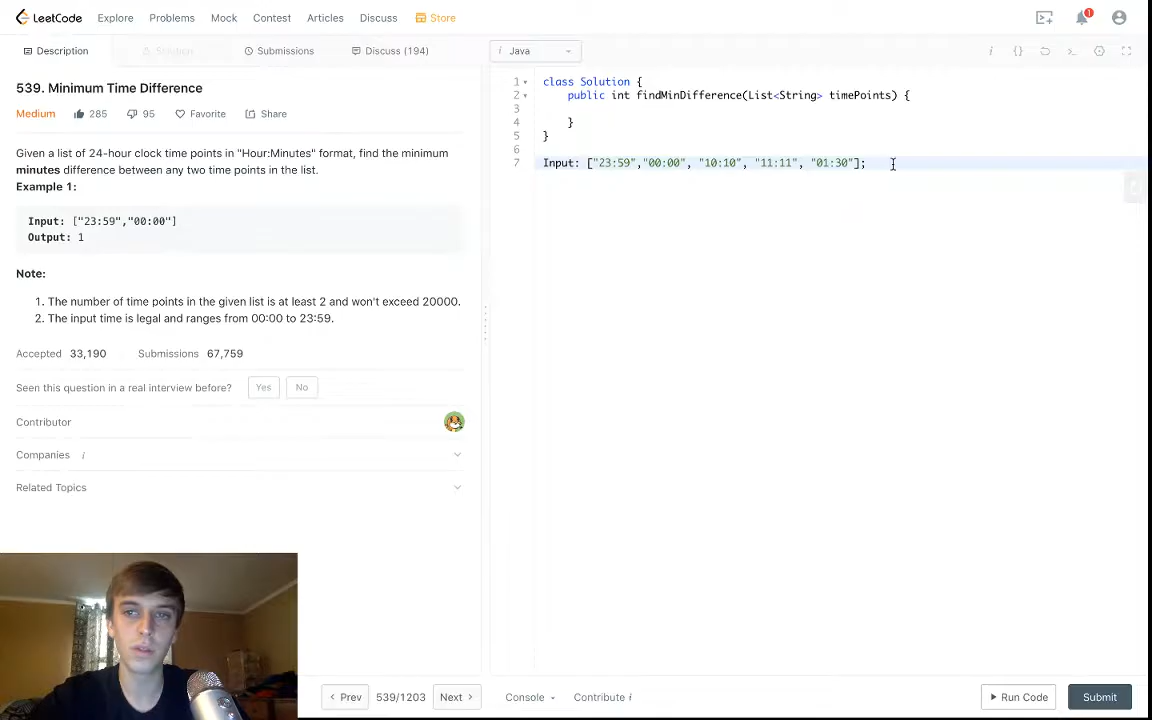 LeetCode Explore Problems Mock Contest Articles Discuss Store 1
Description Solution Submissions Discuss (194) i Java
539. Minimum Time Difference
Medium 285 95 Favorite Share
Given a list of 24-hour clock time points in "Hour:Minutes" format, find the minimum
minutes difference between any two time points in the list.
Example 1:
Input: ["23:59","00:00"]
Output: 1
Note:
1. The number of time points in the given list is at least 2 and won't exceed 20000.
2. The input time is legal and ranges from 00:00 to 23:59.
Accepted 33,190 Submissions 67,759
Seen this question in a real interview before? Yes No
Contributor
Companies i
Related Topics
1 class Solution {
2 public int findMinDifference(List<String> timePoints) {
3
4 }
5 }
6
7 Input: ["23:59","00:00", "10:10", "11:11", "01:30"];
Prev 539/1203 Next Console Contribute i Run Code Submit